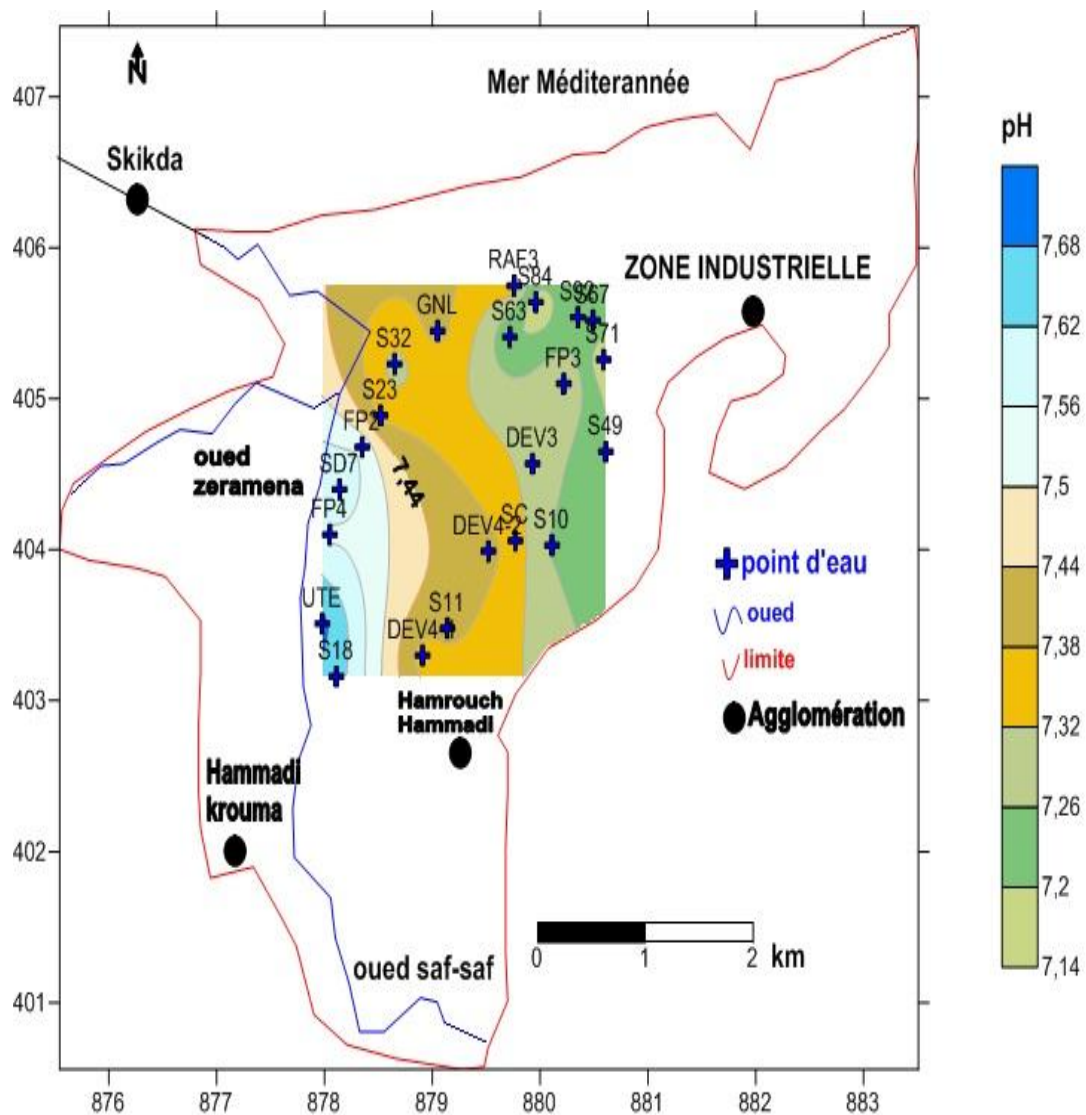 N
Mer Méditerannée
Skikda
ZONE INDUSTRIELLE
RAE3
S84
S67
GNL
S63
S71
S32
FP3
S23
FP2
S49
DEV3
oued
zeramena
SD7
7,44
FP4
SC
DEV4-2
S10
UTE
S11
DEV4
S18
point d'eau
oued
limite
Agglomération
Hamrouch
Hammadi
Hammadi
krouma
oued saf-saf
0 1 2 km
pH
7,68
7,62
7,56
7,5
7,44
7,38
7,32
7,26
7,2
7,14
407
406
405
404
403
402
401
876 877 878 879 880 881 882 883